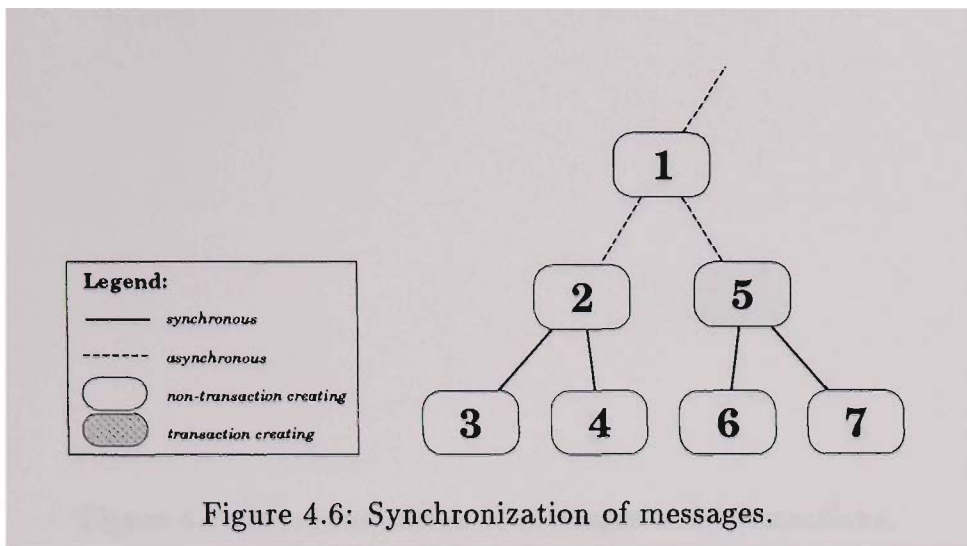 1
2
5
3
4
6
7
Legend:
synchronous
asynchronous
non-transaction creating
transaction creating
Figure 4.6: Synchronization of messages.